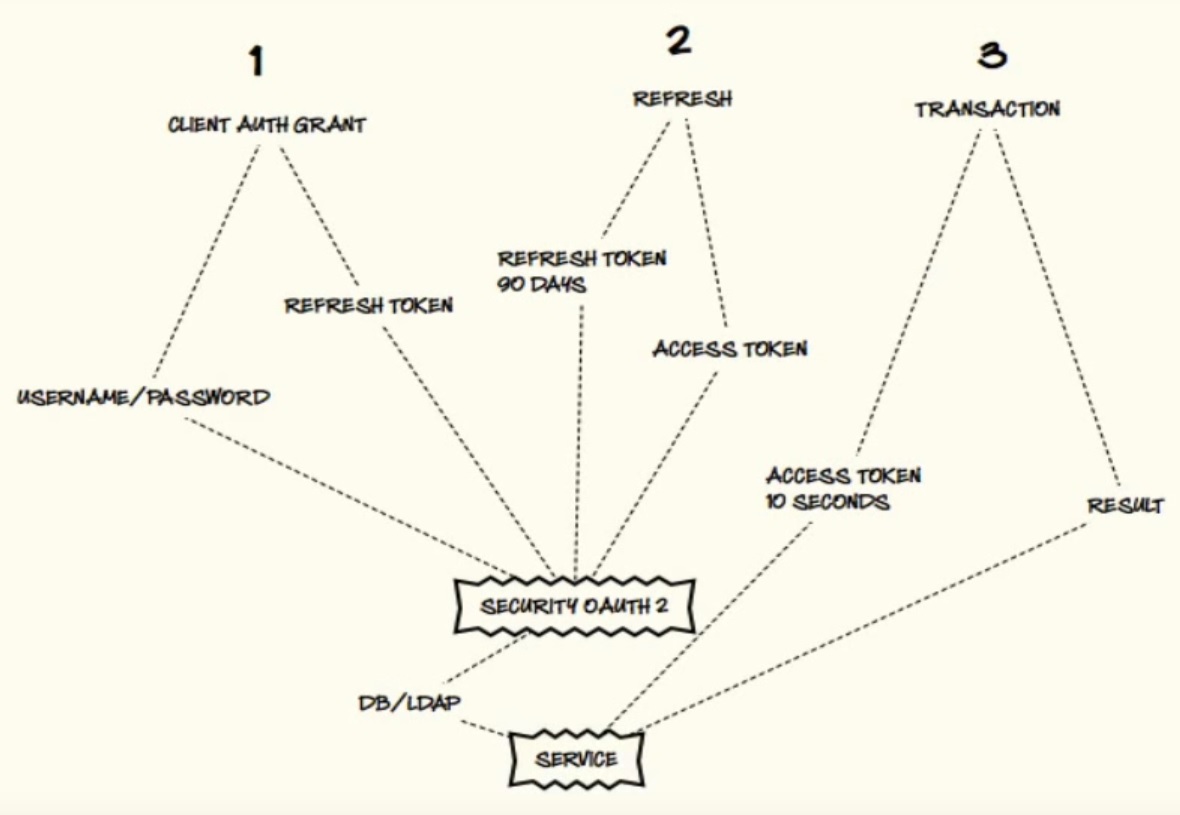 1
CLIENT AUTH GRANT
USERNAME/PASSWORD
REFRESH TOKEN
2
REFRESH
REFRESH TOKEN
90 DAYS
ACCESS TOKEN
3
TRANSACTION
ACCESS TOKEN
10 SECONDS
RESULT
SECURITY OAUTH 2
DB/LDAP
SERVICE